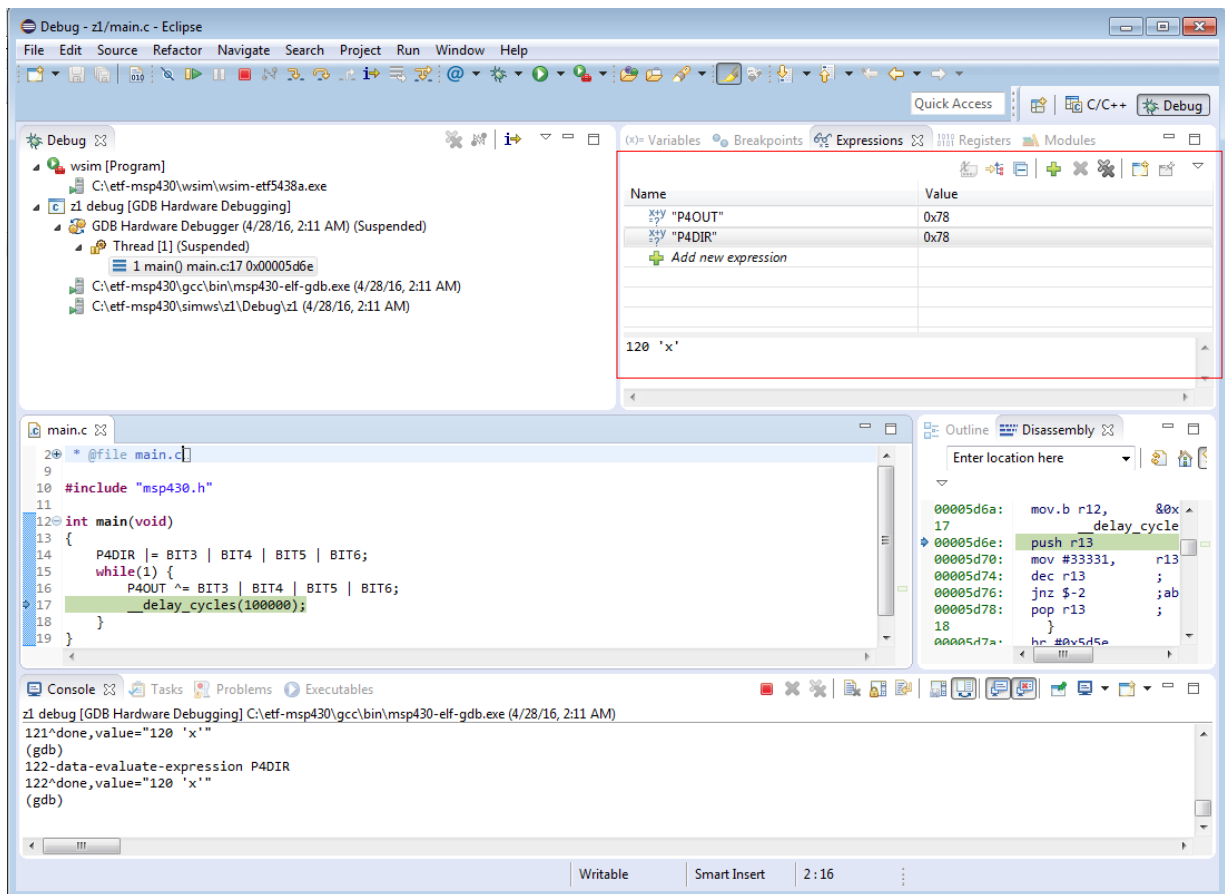 Debug - z1/main.c - Eclipse
File Edit Source Refactor Navigate Search Project Run Window Help
Quick Access
C/C++
Debug
Debug
wsim [Program]
C:\etf-msp430\wsim\wsim-etf5438a.exe
z1 debug [GDB Hardware Debugging]
GDB Hardware Debugger (4/28/16, 2:11 AM) (Suspended)
Thread [1] (Suspended)
1 main() main.c:17 0x00005d6e
C:\etf-msp430\gcc\bin\msp430-elf-gdb.exe (4/28/16, 2:11 AM)
C:\etf-msp430\simws\z1\Debug\z1 (4/28/16, 2:11 AM)
(x)= Variables Breakpoints Expressions Registers Modules
Name Value
"P4OUT" 0x78
"P4DIR" 0x78
Add new expression
120 'x'
main.c
2 * @file main.c
9
10 #include "msp430.h"
11
12 int main(void)
13 {
14 P4DIR |= BIT3 | BIT4 | BIT5 | BIT6;
15 while(1) {
16 P4OUT ^= BIT3 | BIT4 | BIT5 | BIT6;
17 __delay_cycles(100000);
18 }
19 }
Outline Disassembly
Enter location here
00005d6a: mov.b r12, &0x
17 __delay_cycle
00005d6e: push r13
00005d70: mov #33331, r13
00005d74: dec r13 ;
00005d76: jnz $-2 ;ab
00005d78: pop r13 ;
18 }
00005d7a: br #0x5d5e
Console Tasks Problems Executables
z1 debug [GDB Hardware Debugging] C:\etf-msp430\gcc\bin\msp430-elf-gdb.exe (4/28/16, 2:11 AM)
121^done,value="120 'x'"
(gdb)
122-data-evaluate-expression P4DIR
122^done,value="120 'x'"
(gdb)
Writable Smart Insert 2 : 16